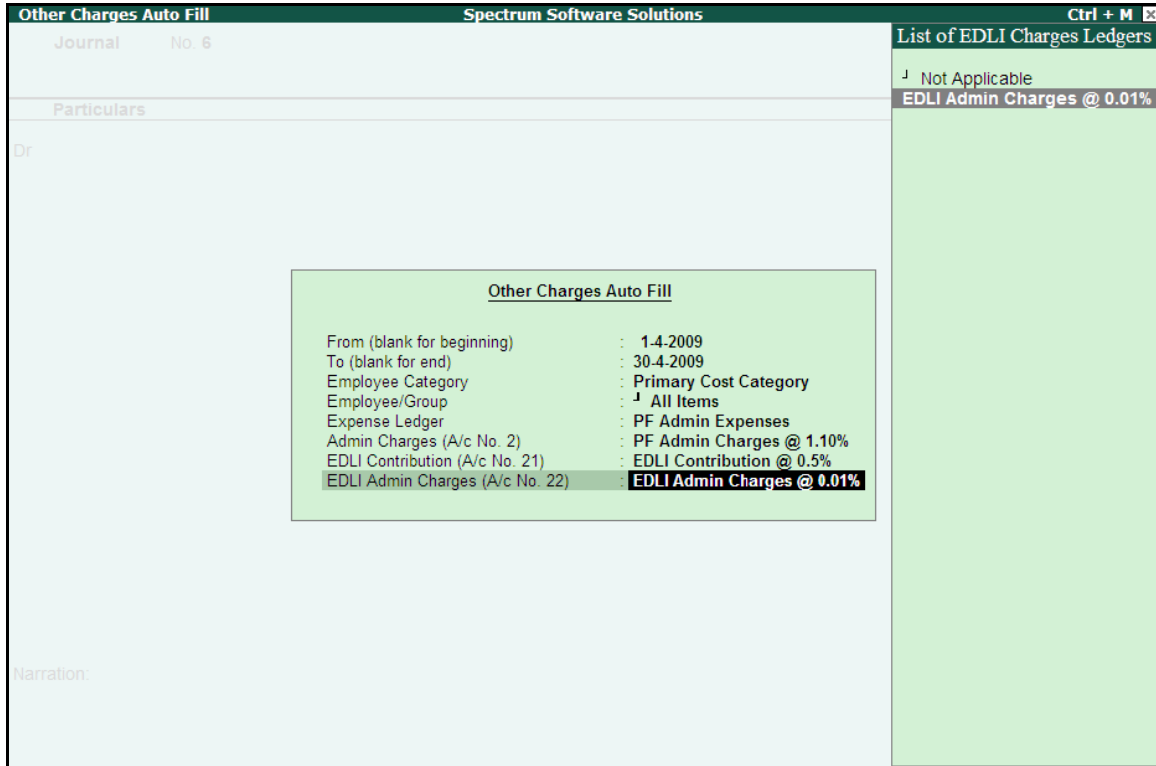 Other Charges Auto Fill Spectrum Software Solutions Ctrl + M
Journal No. 6
List of EDLI Charges Ledgers
Not Applicable
EDLI Admin Charges @ 0.01%
Particulars
Dr
Other Charges Auto Fill
From (blank for beginning) : 1-4-2009
To (blank for end) : 30-4-2009
Employee Category : Primary Cost Category
Employee/Group : All Items
Expense Ledger : PF Admin Expenses
Admin Charges (A/c No. 2) : PF Admin Charges @ 1.10%
EDLI Contribution (A/c No. 21) : EDLI Contribution @ 0.5%
EDLI Admin Charges (A/c No. 22) : EDLI Admin Charges @ 0.01%
Narration: